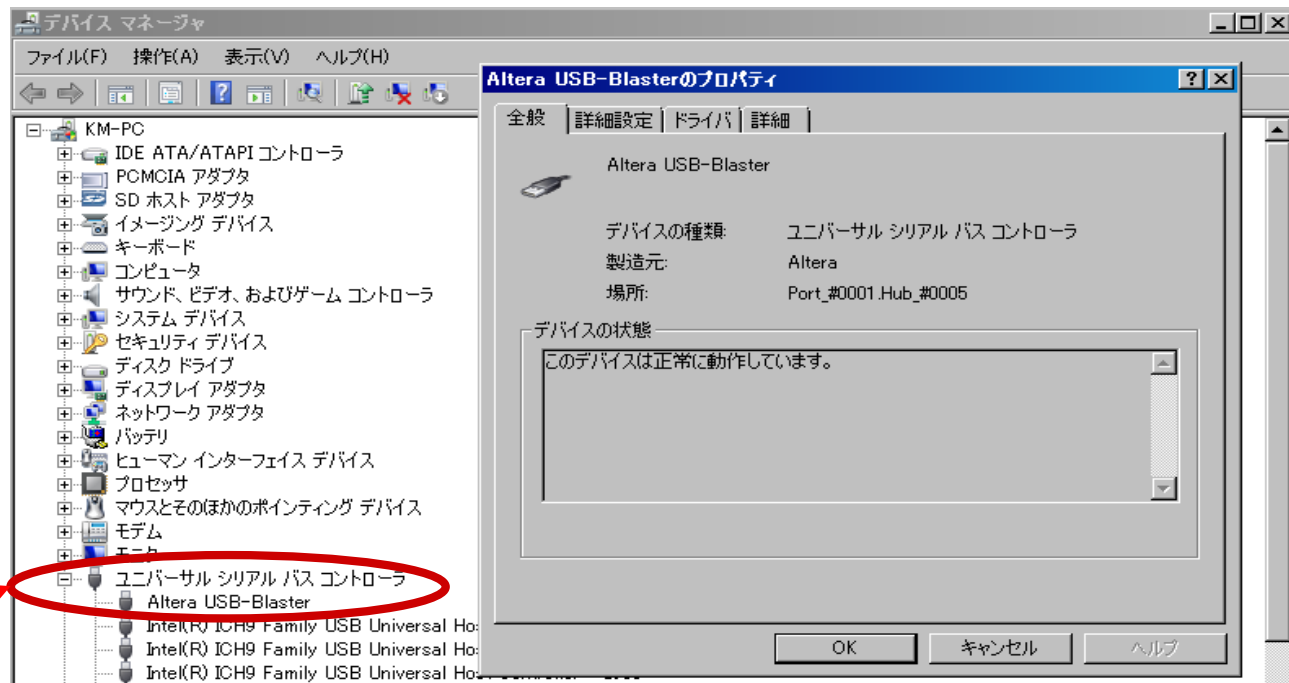 デバイス マネージャ
ファイル(F) 操作(A) 表示(V) ヘルプ(H)
KM-PC
IDE ATA/ATAPI コントローラ
PCMCIA アダプタ
SD ホスト アダプタ
イメージング デバイス
キーボード
コンピュータ
サウンド、ビデオ、およびゲーム コントローラ
システム デバイス
セキュリティ デバイス
ディスク ドライブ
ディスプレイ アダプタ
ネットワーク アダプタ
バッテリ
ヒューマン インターフェイス デバイス
プロセッサ
マウスとそのほかのポインティング デバイス
モデム
モニタ
ユニバーサル シリアル バス コントローラ
Altera USB-Blaster
Intel(R) ICH9 Family USB Universal
Intel(R) ICH9 Family USB Universal
Intel(R) ICH9 Family USB Universal
Altera USB-Blasterのプロパティ
全般 詳細設定 ドライバ 詳細
Altera USB-Blaster
デバイスの種類: ユニバーサル シリアル バス コントローラ
製造元: Altera
場所: Port_#0001.Hub_#0005
デバイスの状態
このデバイスは正常に動作しています。
OK キャンセル ヘルプ